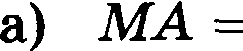 a) MA =